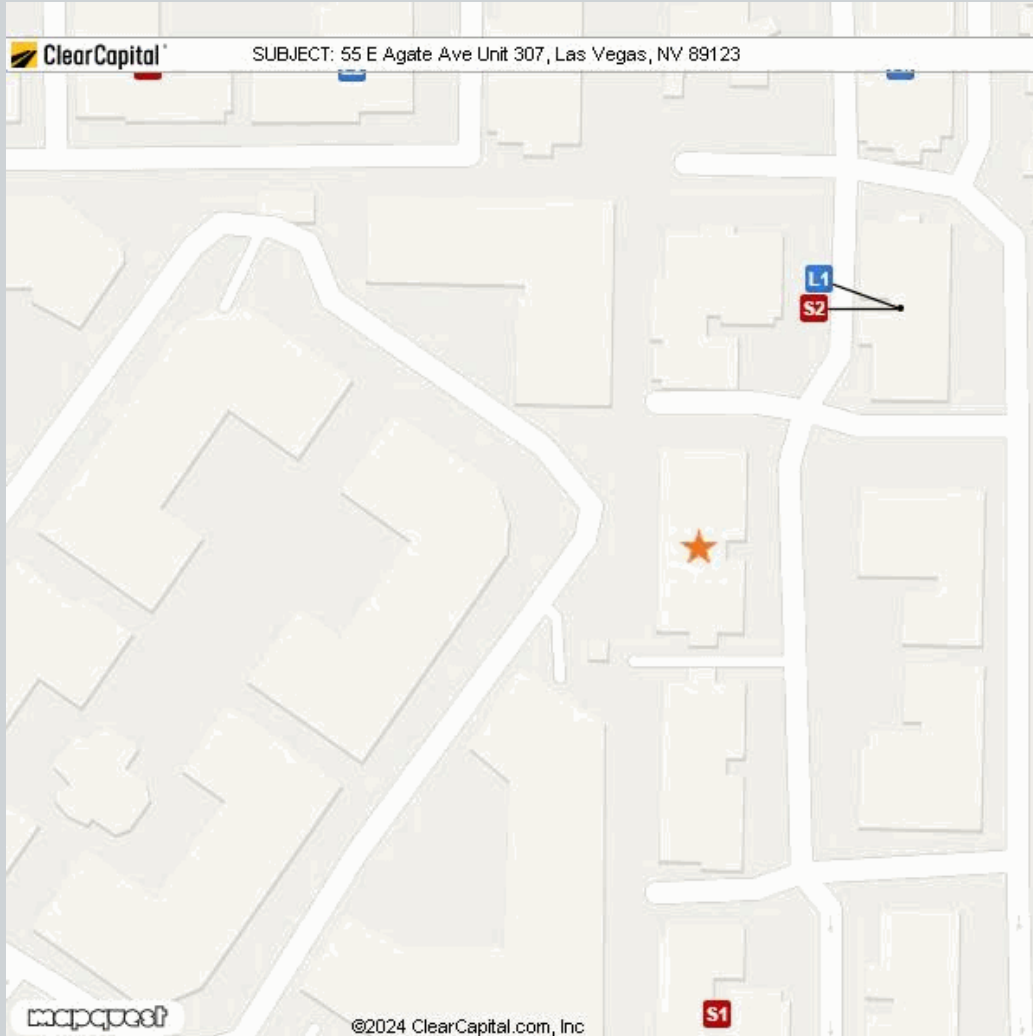 ClearCapital
SUBJECT: 55 E Agate Ave Unit 307, Las Vegas, NV 89123
L1
S2
S1
mapquest
©2024 ClearCapital.com, Inc